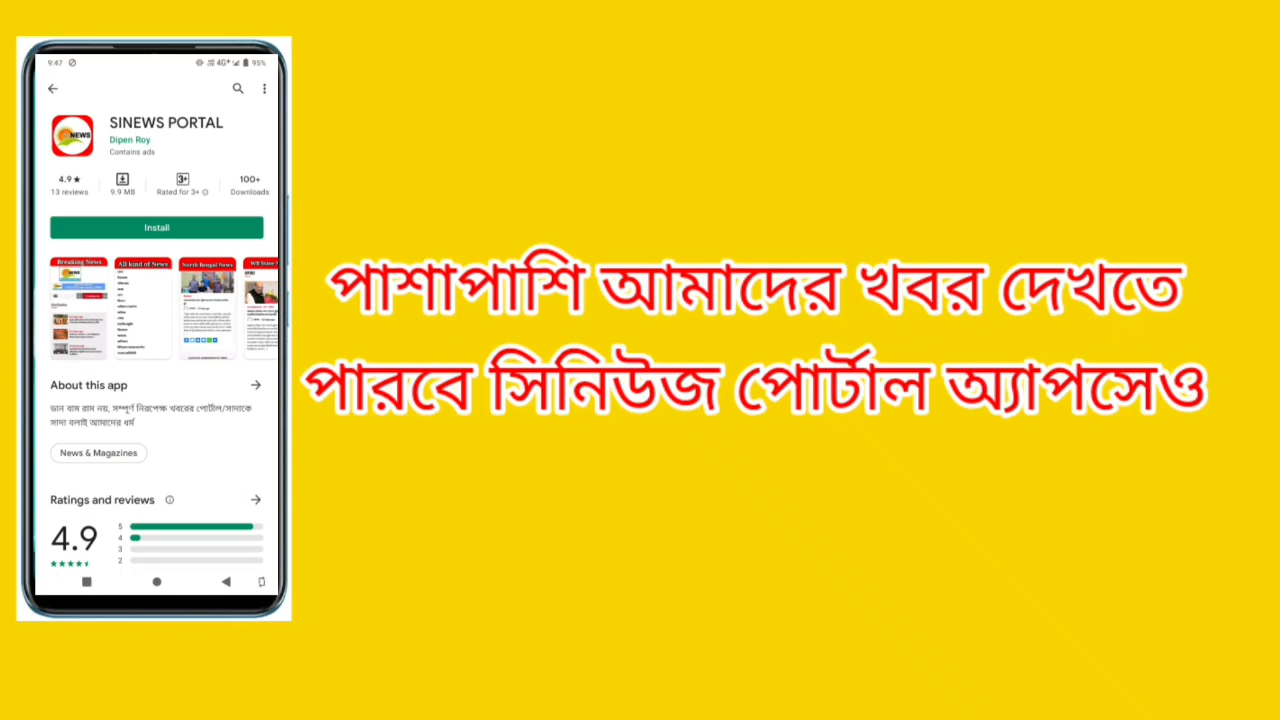 9:47 4G+ 95%
SINEWS PORTAL
Dipen Roy
Contains ads
NEWS
4.9★ 9.9 MB 3+ 100+
13 reviews Rated for 3+ Downloads
Install
Breaking News All kind of News North Bengal News WB State
About this app
ডান বাম রাম নয়, সম্পূর্ণ নিরপেক্ষ খবরের পোর্টাল/সাদাকে
সাদা বলাই আমাদের ধর্ম
News & Magazines
Ratings and reviews
4.9
5
4
3
2
পাশাপাশি আমাদের খবর দেখতে
পারবে সিনিউজ পোর্টাল অ্যাপসেও